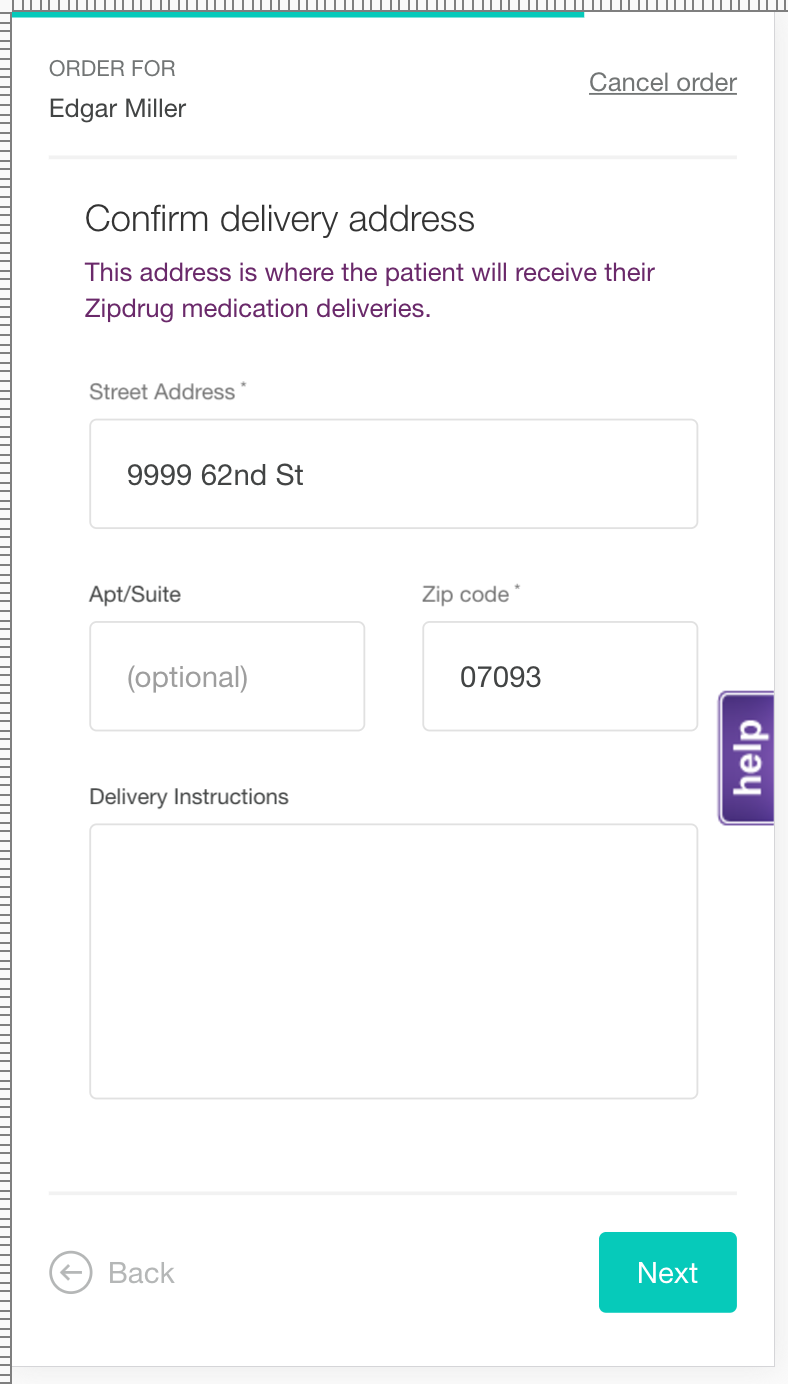 ORDER FOR
Edgar Miller
Cancel order
Confirm delivery address
This address is where the patient will receive their
Zipdrug medication deliveries.
Street Address *
9999 62nd St
Apt/Suite
Zip code *
(optional)
07093
help
Delivery Instructions
Back
Next